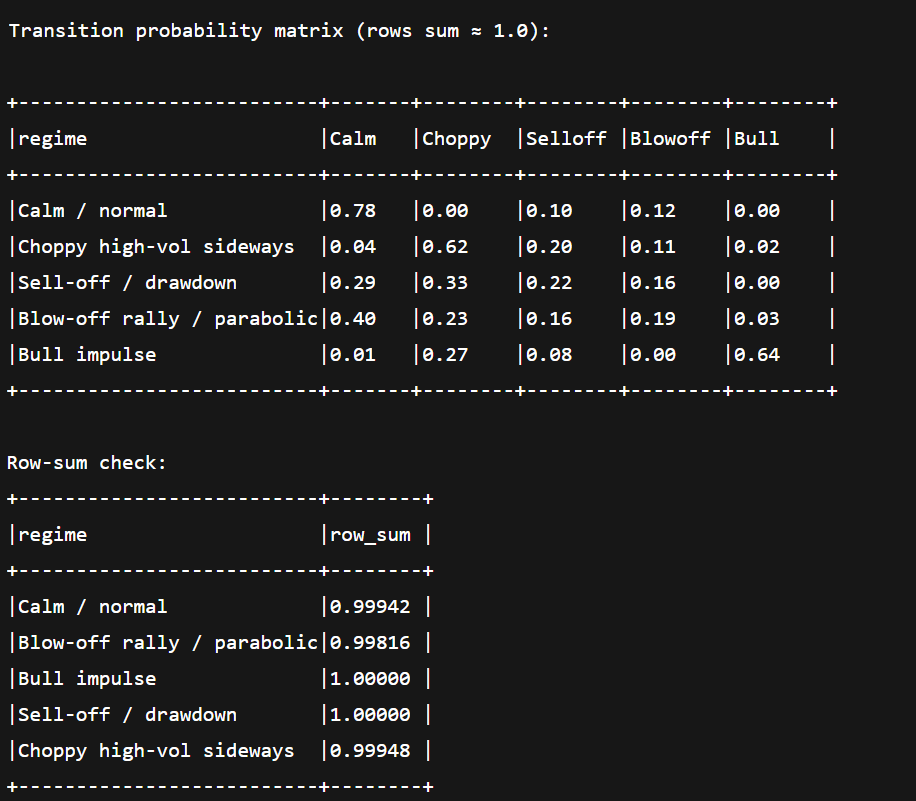 Transition probability matrix (rows sum ≈ 1.0):
+--------------------------+-------+--------+--------+--------+--------+
|regime                    |Calm   |Choppy  |Selloff |Blowoff |Bull    |
+--------------------------+-------+--------+--------+--------+--------+
|Calm / normal             |0.78   |0.00    |0.10    |0.12    |0.00    |
|Choppy high-vol sideways  |0.04   |0.62    |0.20    |0.11    |0.02    |
|Sell-off / drawdown       |0.29   |0.33    |0.22    |0.16    |0.00    |
|Blow-off rally / parabolic|0.40   |0.23    |0.16    |0.19    |0.03    |
|Bull impulse              |0.01   |0.27    |0.08    |0.00    |0.64    |
+--------------------------+-------+--------+--------+--------+--------+
Row-sum check:
+--------------------------+--------+
|regime                    |row_sum |
+--------------------------+--------+
|Calm / normal             |0.99942 |
|Blow-off rally / parabolic|0.99816 |
|Bull impulse              |1.00000 |
|Sell-off / drawdown       |1.00000 |
|Choppy high-vol sideways  |0.99948 |
+--------------------------+--------+